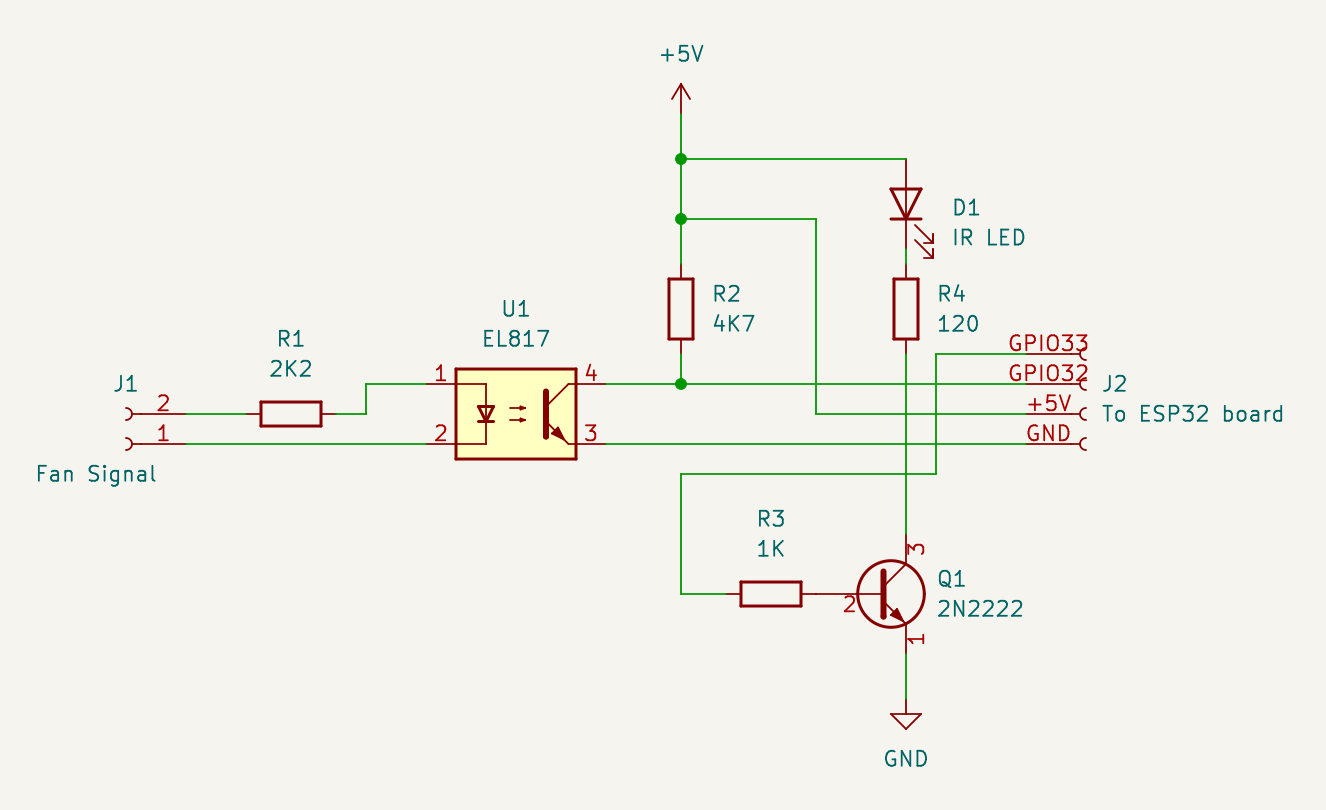 +5V
D1
IR LED
R2
4K7
R4
120
U1
EL817
R1
2K2
J1
2
1
Fan Signal
1
2
4
3
GPIO33
GPIO32
+5V
GND
J2
To ESP32 board
R3
1K
3
2
1
Q1
2N2222
GND